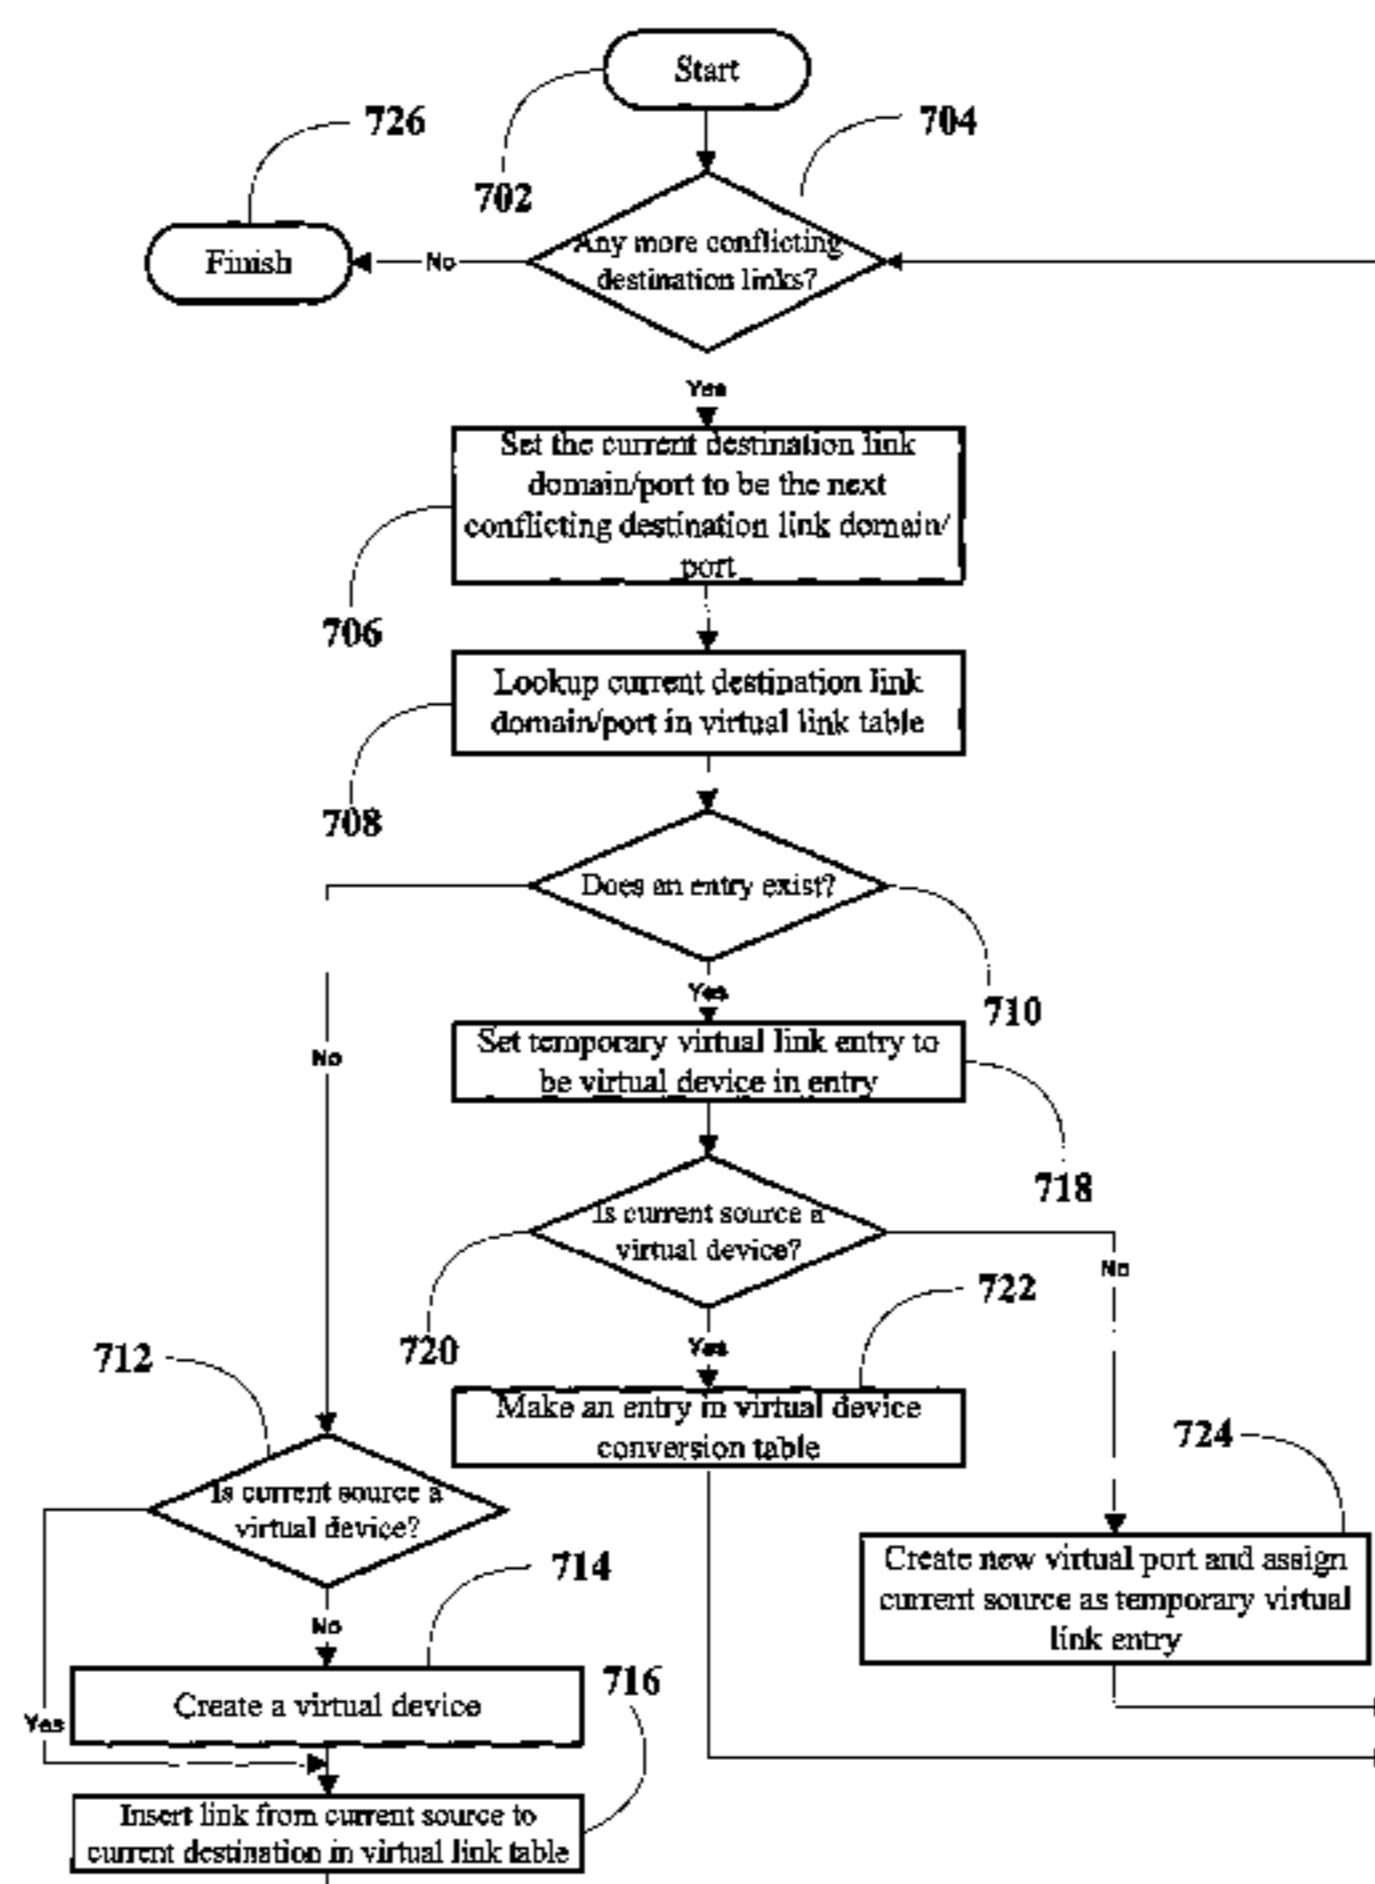 Start
726
704
702
Any more conflicting
destination links?
Finish
No
Yes
Set the current destination link
domain/port to be the next
conflicting destination link domain/
port
706
Lookup current destination link
domain/port in virtual link table
708
Does an entry exist?
Yes
710
No
Set temporary virtual link entry to
be virtual device in entry
718
Is current source a
virtual device?
No
722
720
Yes
712
Make an entry in virtual device
conversion table
724
Is current source a
virtual device?
Create new virtual port and assign
current source as temporary virtual
link entry
714
No
716
Create a virtual device
Yes
Insert link from current source to
current destination in virtual link table